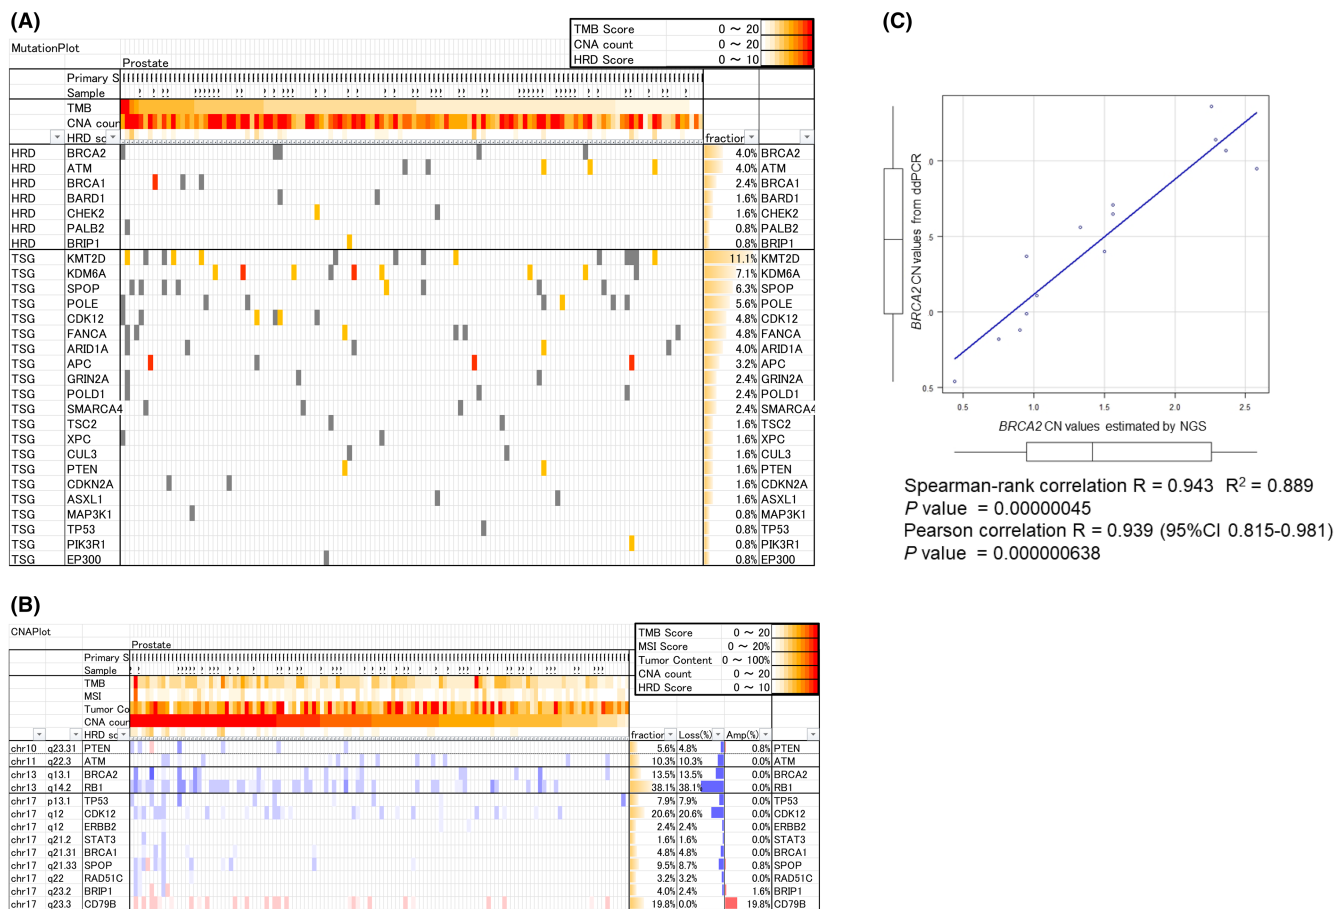 (A)
MutationPlot
TMB Score 0 ～ 20
CNA count 0 ～ 20
HRD Score 0 ～ 10
Prostate
Primary S
Sample
TMB
CNA cour
HRD sc
fraction
HRD BRCA2 4.0% BRCA2
HRD ATM 4.0% ATM
HRD BRCA1 2.4% BRCA1
HRD BARD1 1.6% BARD1
HRD CHEK2 1.6% CHEK2
HRD PALB2 0.8% PALB2
HRD BRIP1 0.8% BRIP1
TSG KMT2D 11.1% KMT2D
TSG KDM6A 7.1% KDM6A
TSG SPOP 6.3% SPOP
TSG POLE 5.6% POLE
TSG CDK12 4.8% CDK12
TSG FANCA 4.8% FANCA
TSG ARID1A 4.0% ARID1A
TSG APC 3.2% APC
TSG GRIN2A 2.4% GRIN2A
TSG POLD1 2.4% POLD1
TSG SMARCA4 2.4% SMARCA4
TSG TSC2 1.6% TSC2
TSG XPC 1.6% XPC
TSG CUL3 1.6% CUL3
TSG PTEN 1.6% PTEN
TSG CDKN2A 1.6% CDKN2A
TSG ASXL1 1.6% ASXL1
TSG MAP3K1 0.8% MAP3K1
TSG TP53 0.8% TP53
TSG PIK3R1 0.8% PIK3R1
TSG EP300 0.8% EP300
(B)
CNAPlot
TMB Score 0 ～ 20
MSI Score 0 ～ 20%
Tumor Content 0 ～ 100%
CNA count 0 ～ 20
HRD Score 0 ～ 10
Prostate
Primary S
Sample
TMB
MSI
Tumor Co
CNA cour
HRD sc
fraction Loss(%) Amp(%)
chr10 q23.31 PTEN 5.6% 4.8% 0.8% PTEN
chr11 q22.3 ATM 10.3% 10.3% 0.0% ATM
chr13 q13.1 BRCA2 13.5% 13.5% 0.0% BRCA2
chr13 q14.2 RB1 38.1% 38.1% 0.0% RB1
chr17 p13.1 TP53 7.9% 7.9% 0.0% TP53
chr17 q12 CDK12 20.6% 20.6% 0.0% CDK12
chr17 q12 ERBB2 2.4% 2.4% 0.0% ERBB2
chr17 q21.2 STAT3 1.6% 1.6% 0.0% STAT3
chr17 q21.31 BRCA1 4.8% 4.8% 0.0% BRCA1
chr17 q21.33 SPOP 9.5% 8.7% 0.8% SPOP
chr17 q22 RAD51C 3.2% 3.2% 0.0% RAD51C
chr17 q23.2 BRIP1 4.0% 2.4% 1.6% BRIP1
chr17 q23.3 CD79B 19.8% 0.0% 19.8% CD79B
(C)
BRCA2 CN values from ddPCR
.0
.5
.0
0.5
0.5 1.0 1.5 2.0 2.5
BRCA2 CN values estimated by NGS
Spearman-rank correlation R = 0.943 R² = 0.889
P value = 0.00000045
Pearson correlation R = 0.939 (95%CI 0.815-0.981)
P value = 0.000000638